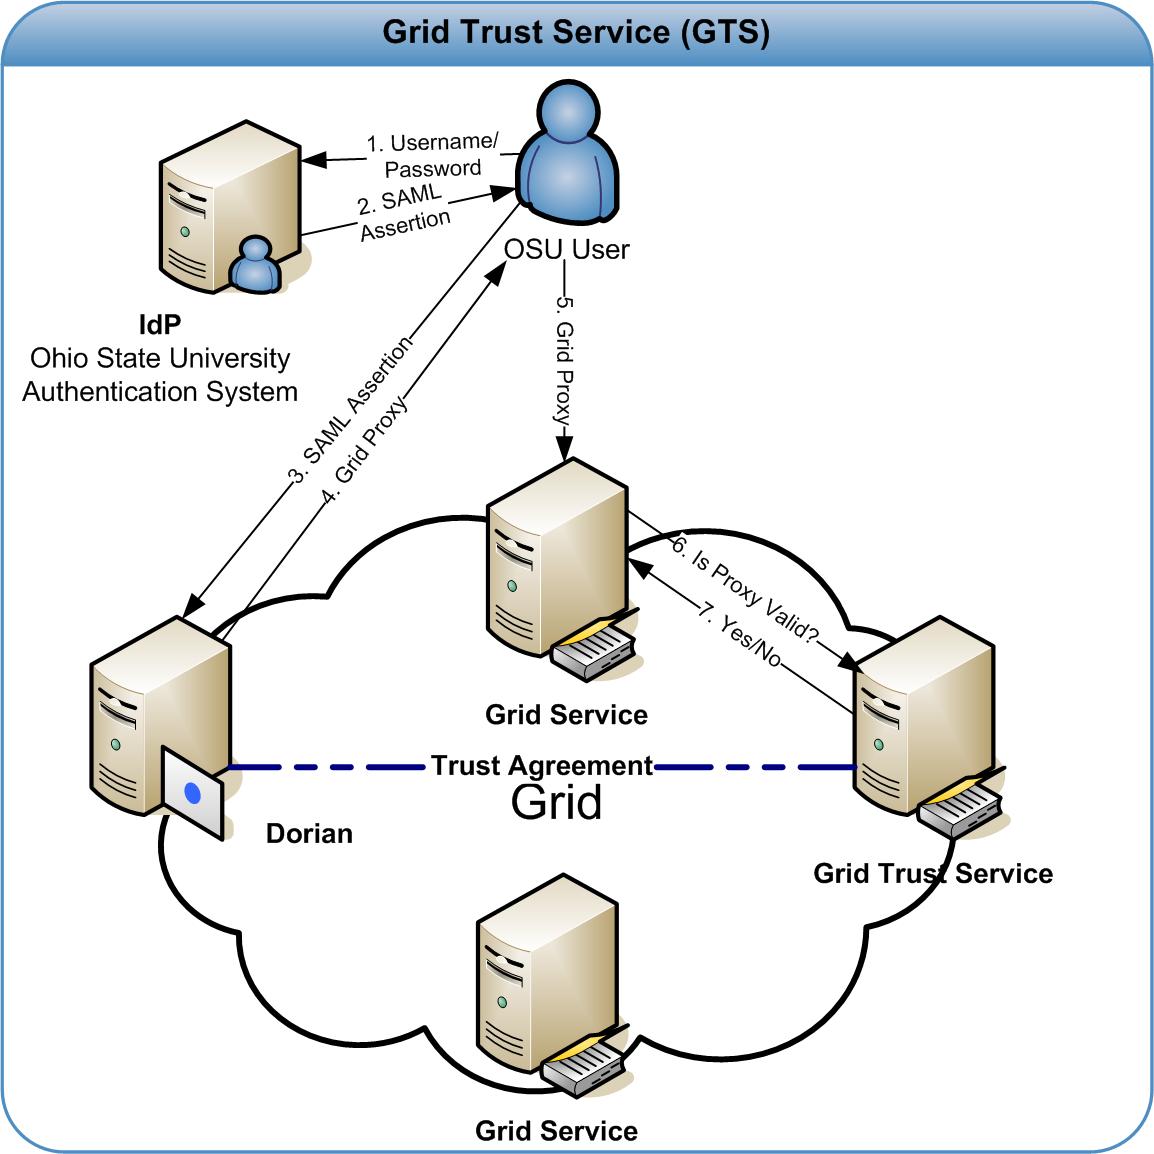 Grid Trust Service (GTS)
1. Username/
Password
2. SAML
Assertion
OSU User
IdP
Ohio State University
Authentication System
3. SAML Assertion
4. Grid Proxy
5. Grid Proxy
6. Is Proxy Valid?
7. Yes/No
Grid Service
Trust Agreement
Grid
Dorian
Grid Trust Service
Grid Service